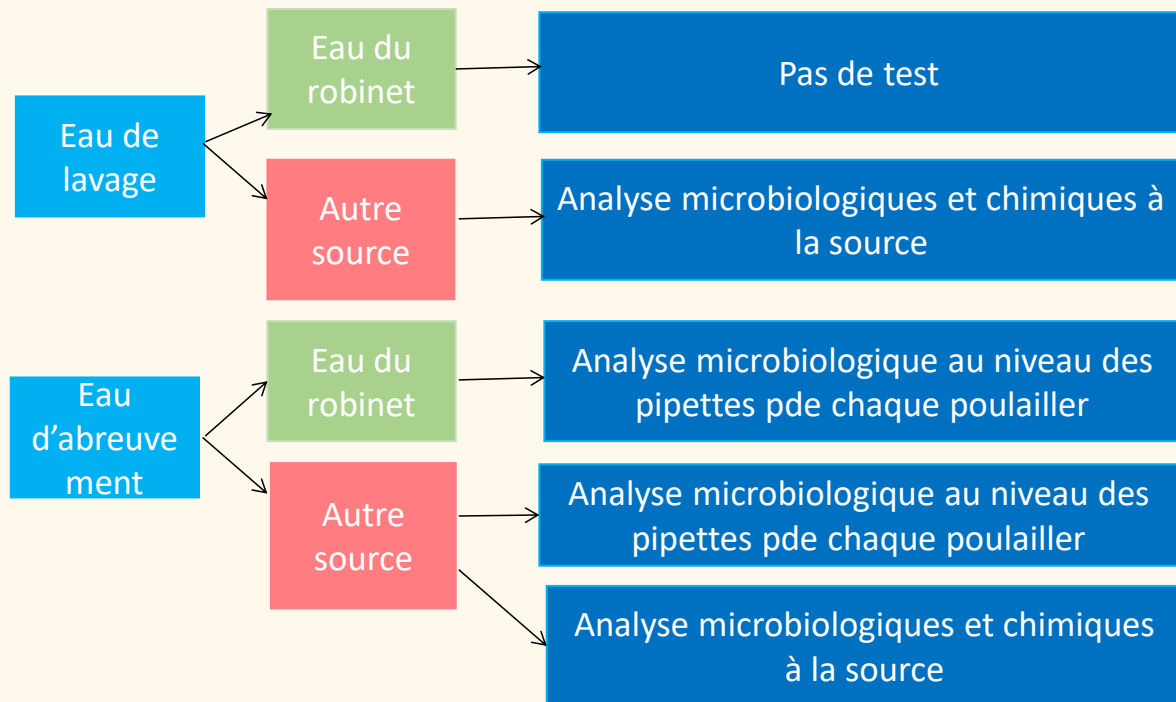 Eau de
lavage
Eau du
robinet
Pas de test
Autre
source
Analyse microbiologiques et chimiques à
la source
Eau
d’abreuve
ment
Eau du
robinet
Analyse microbiologique au niveau des
pipettes pde chaque poulailler
Autre
source
Analyse microbiologique au niveau des
pipettes pde chaque poulailler
Analyse microbiologiques et chimiques
à la source